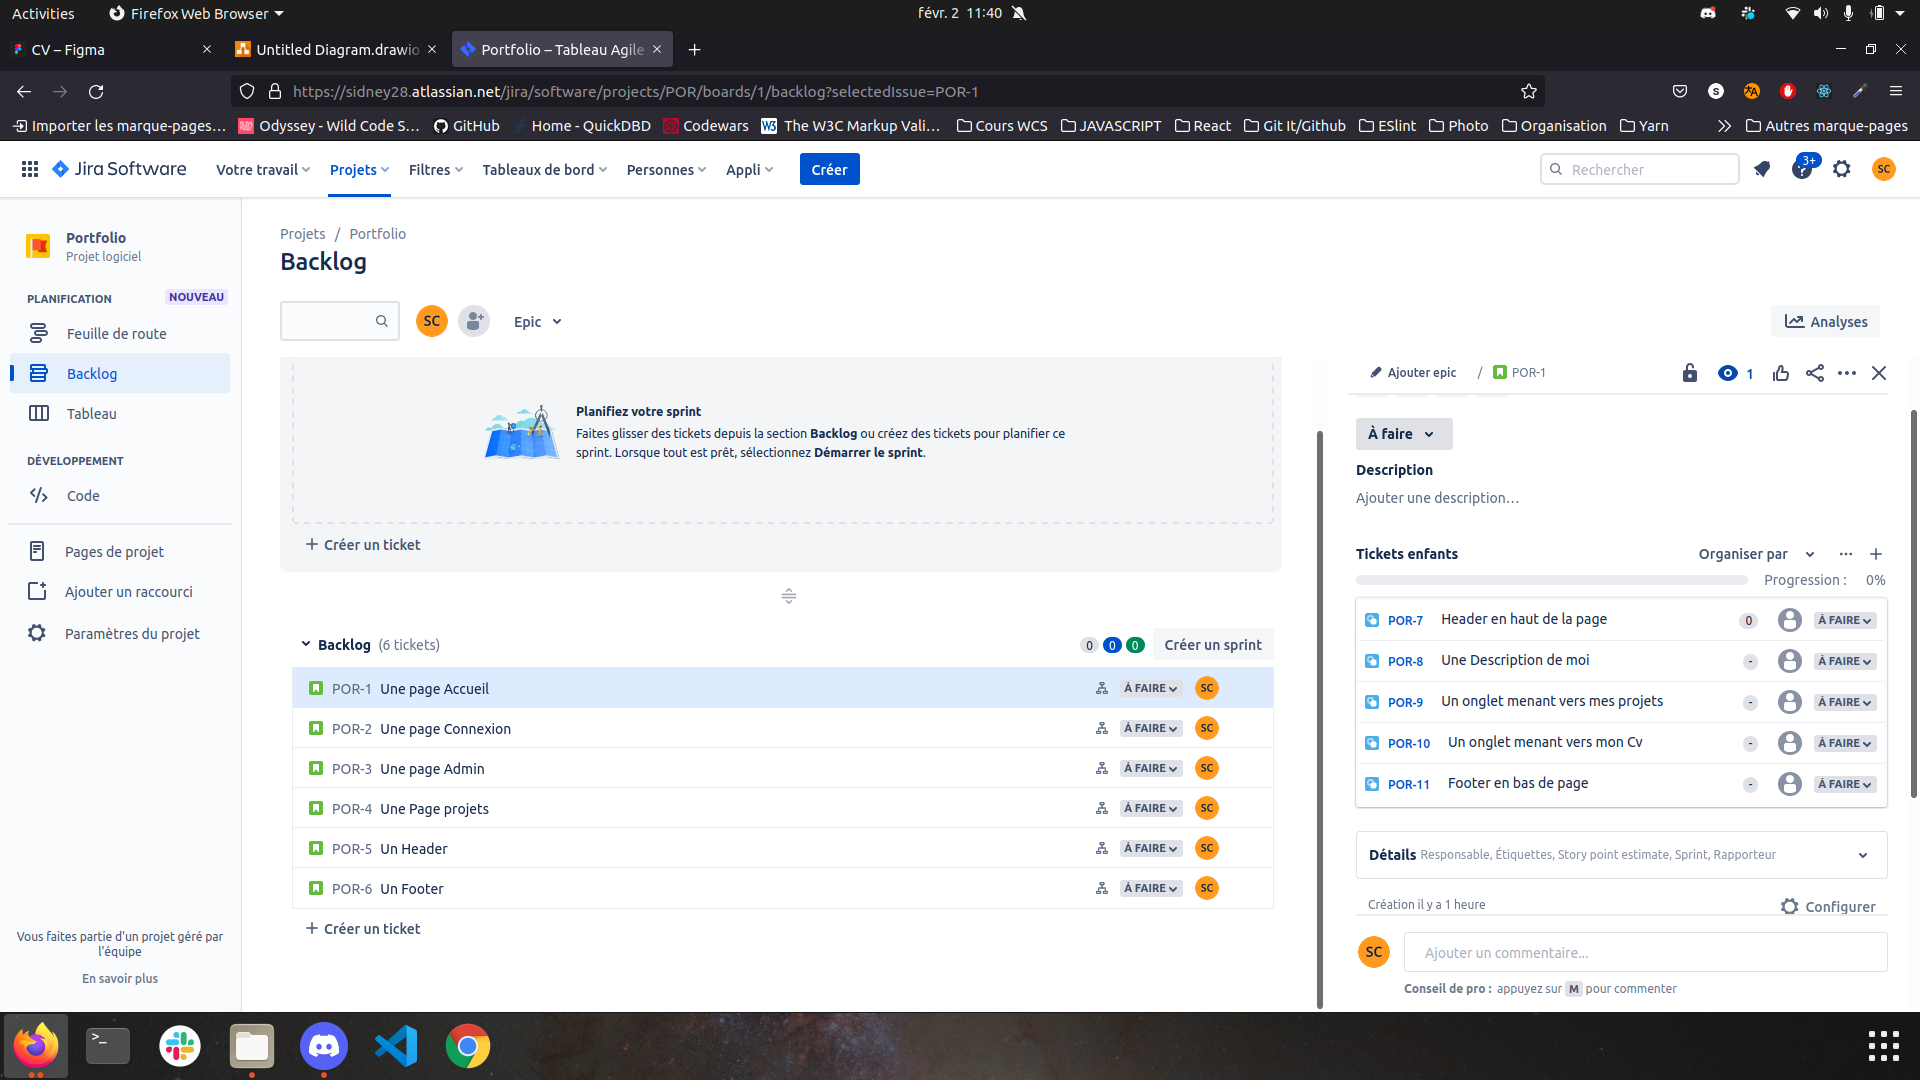 Activities
Firefox Web Browser
févr. 2 11:40
CV – Figma
Untitled Diagram.drawio
Portfolio – Tableau Agile
https://sidney28.atlassian.net/jira/software/projects/POR/boards/1/backlog?selectedIssue=POR-1
Importer les marque-pages…
Odyssey - Wild Code S…
GitHub
Home - QuickDBD
Codewars
The W3C Markup Vali…
Cours WCS
JAVASCRIPT
React
Git It/Github
ESlint
Photo
Organisation
Yarn
Autres marque-pages
Jira Software
Votre travail
Projets
Filtres
Tableaux de bord
Personnes
Appli
Créer
Rechercher
3+
SC
Portfolio
Projet logiciel
PLANIFICATION
NOUVEAU
Feuille de route
Backlog
Tableau
DÉVELOPPEMENT
Code
Pages de projet
Ajouter un raccourci
Paramètres du projet
Vous faites partie d'un projet géré par
l'équipe
En savoir plus
Projets / Portfolio
Backlog
SC
Epic
Analyses
Planifiez votre sprint
Faites glisser des tickets depuis la section Backlog ou créez des tickets pour planifier ce
sprint. Lorsque tout est prêt, sélectionnez Démarrer le sprint.
+ Créer un ticket
Backlog (6 tickets)
0 0 0
Créer un sprint
POR-1 Une page Accueil À FAIRE SC
POR-2 Une page Connexion À FAIRE SC
POR-3 Une page Admin À FAIRE SC
POR-4 Une Page projets À FAIRE SC
POR-5 Un Header À FAIRE SC
POR-6 Un Footer À FAIRE SC
+ Créer un ticket
Ajouter epic / POR-1
1
À faire
Description
Ajouter une description…
Tickets enfants
Organiser par
Progression : 0%
POR-7 Header en haut de la page 0 À FAIRE
POR-8 Une Description de moi - À FAIRE
POR-9 Un onglet menant vers mes projets - À FAIRE
POR-10 Un onglet menant vers mon Cv - À FAIRE
POR-11 Footer en bas de page - À FAIRE
Détails Responsable, Étiquettes, Story point estimate, Sprint, Rapporteur
Création il y a 1 heure
Configurer
SC
Ajouter un commentaire…
Conseil de pro : appuyez sur M pour commenter